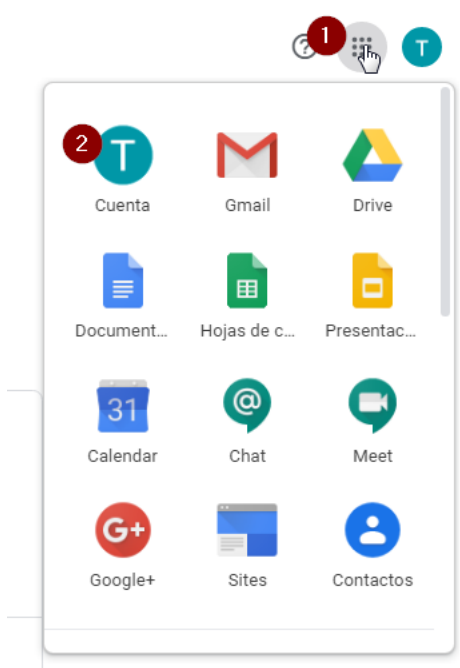 ? 1 T
2 T
Cuenta Gmail Drive
Document... Hojas de c... Presentac...
31 @
Calendar Chat Meet
G+
Google+ Sites Contactos